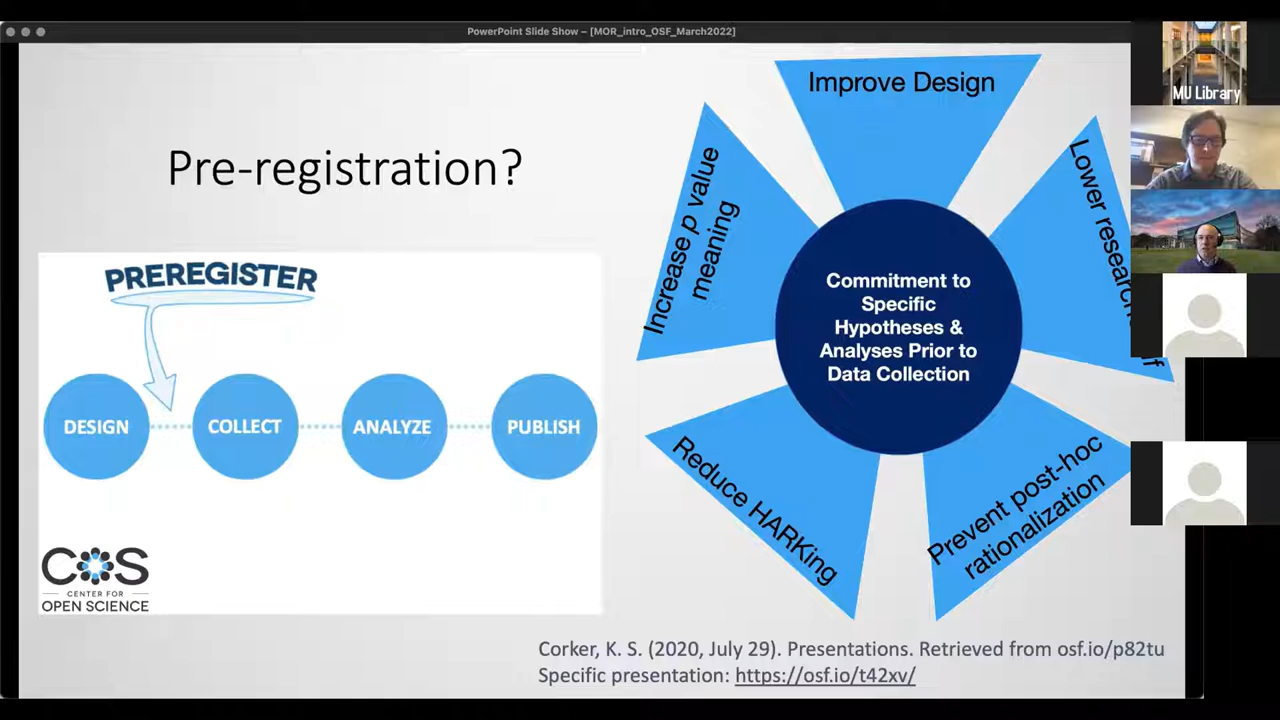 PowerPoint Slide Show – [MOR_intro_OSF_March2022]
MU Library
Pre-registration?
PREREGISTER
DESIGN
COLLECT
ANALYZE
PUBLISH
COS
CENTER FOR
OPEN SCIENCE
Improve Design
Increase p value
meaning
Lower
Commitment to
Specific
Hypotheses &
Analyses Prior to
Data Collection
Reduce HARKing
Prevent post-hoc
rationalization
Corker, K. S. (2020, July 29). Presentations. Retrieved from osf.io/p82tu
Specific presentation: https://osf.io/t42xv/